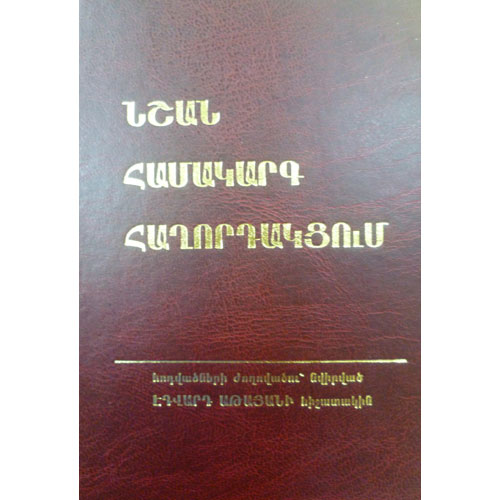 ՆՇԱՆ
ՀԱՄԱԿԱՐԳ
ՀԱՂՈՐԴԱԿՑՈՒՄ
հոդվածների ժողովածու՝ նվիրված
ԷԴՎԱՐԴ ԱԹԱՅԱՆԻ հիշատակին